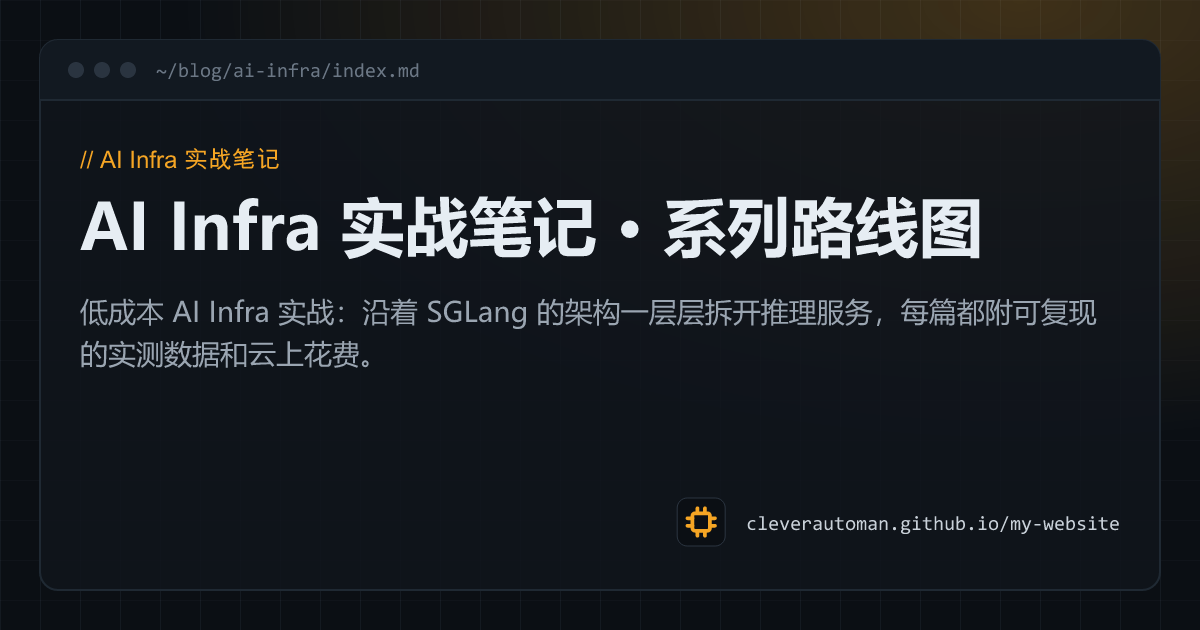 ~/blog/ai-infra/index.md
// AI Infra 实战笔记
AI Infra 实战笔记 · 系列路线图
低成本 AI Infra 实战：沿着 SGLang 的架构一层层拆开推理服务，每篇都附可复现
的实测数据和云上花费。
cleverautoman.github.io/my-website